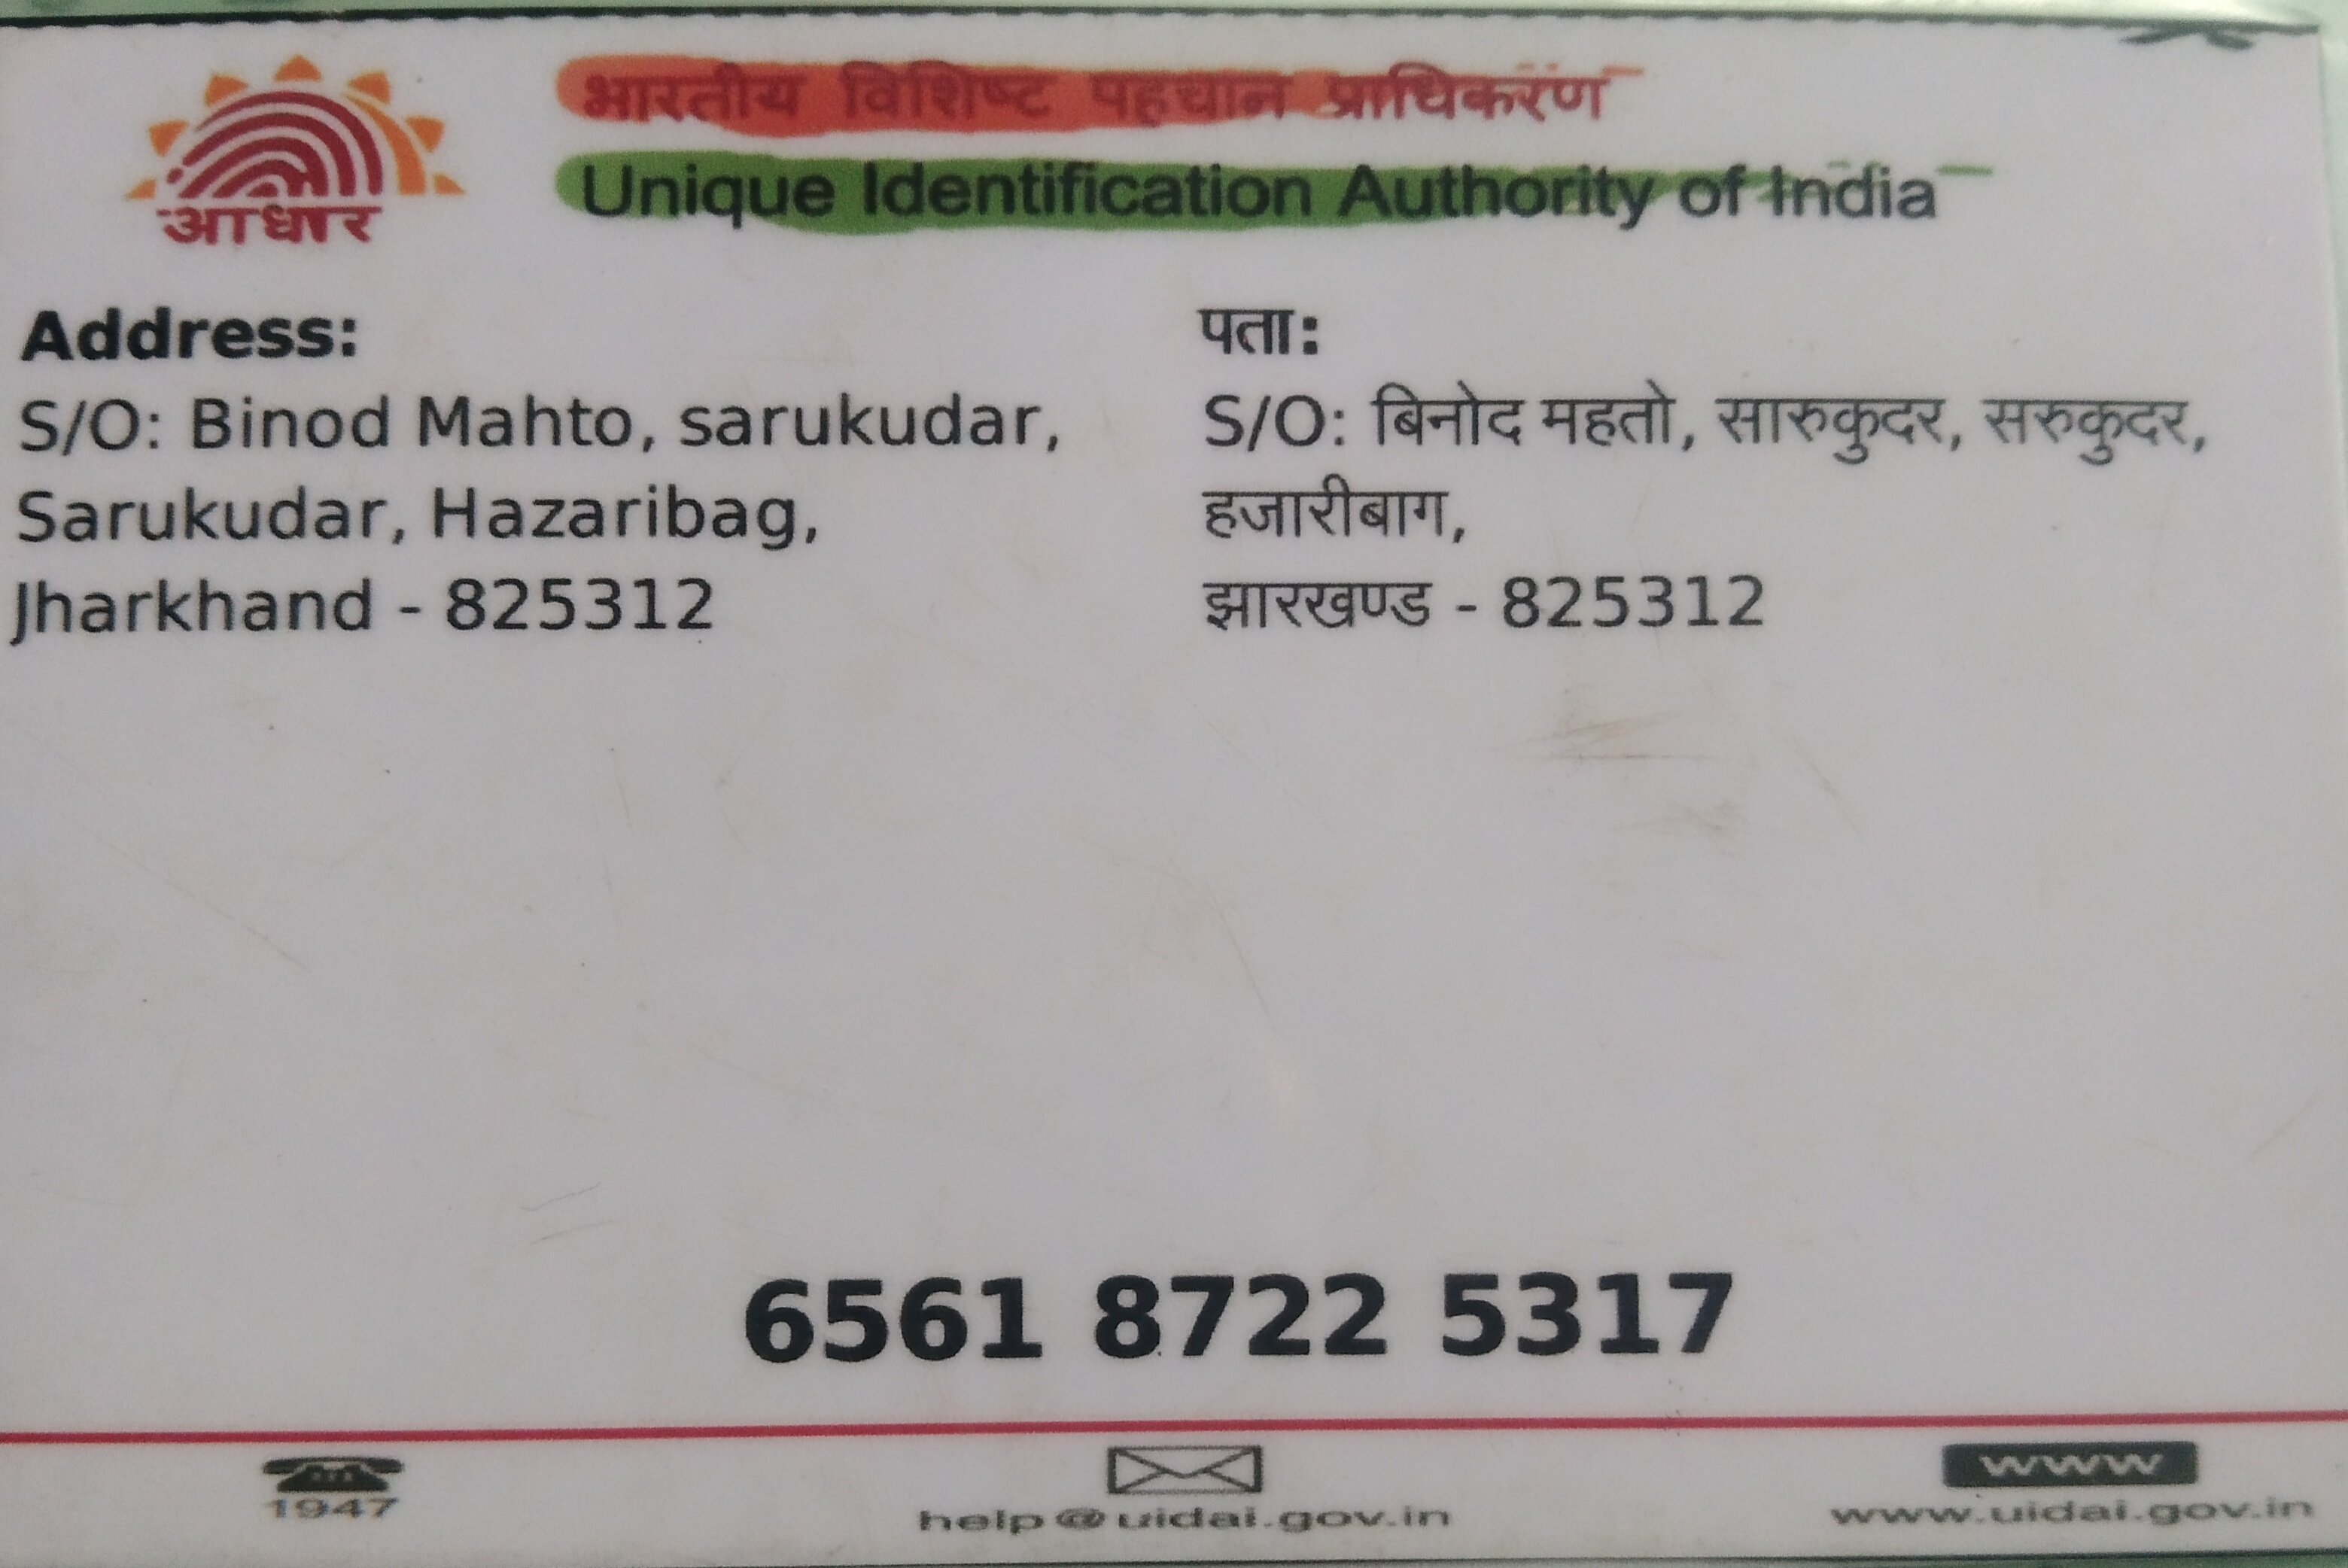 आधार
भारतीय विशिष्ट पहचान प्राधिकरण
Unique Identification Authority of India
Address:
S/O: Binod Mahto, sarukudar,
Sarukudar, Hazaribag,
Jharkhand - 825312
पता:
S/O: बिनोद महतो, सारुकुदर, सरुकुदर,
हजारीबाग,
झारखण्ड - 825312
6561 8722 5317
1947
help@uidai.gov.in
WWW
www.uidai.gov.in